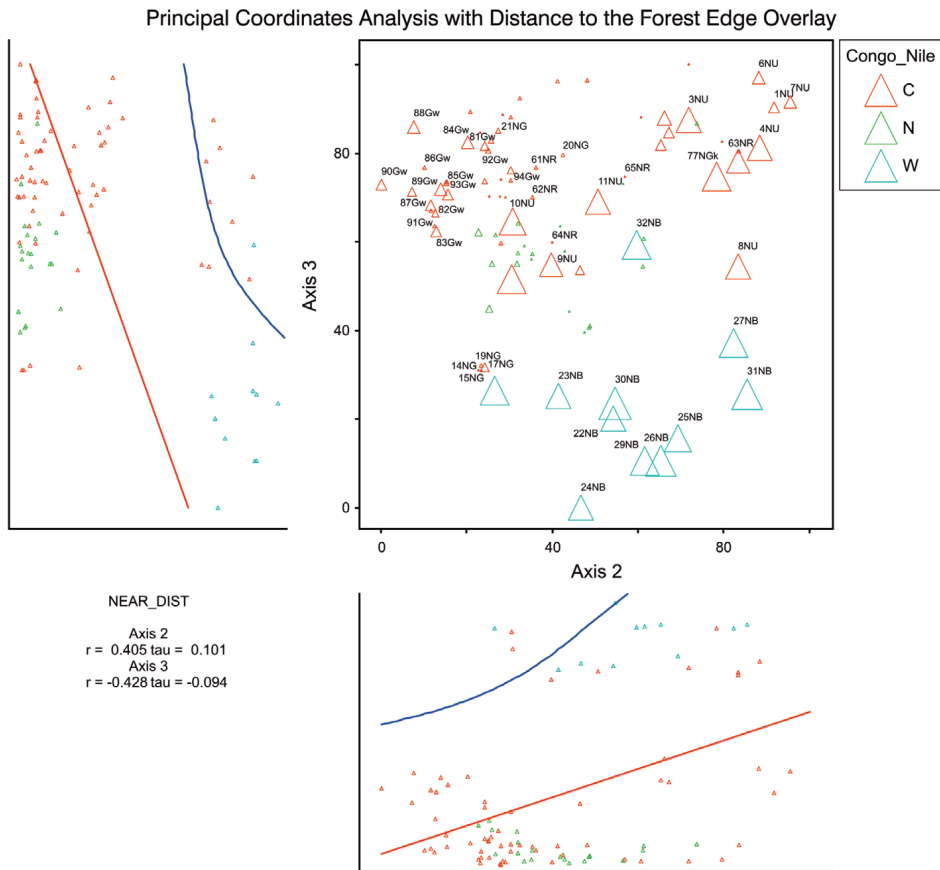 Principal Coordinates Analysis with Distance to the Forest Edge Overlay
Congo_Nile
C
N
W
6NU
7NU
1NU
3NU
88Gw
4NU
84Gw
81Gw
21NG
63NR
20NG
77NGk
86Gw
92Gw
61NR
65NR
90Gw
85Gw
94Gw
89Gw
93Gw
62NR
11NU
87Gw
82Gw
10NU
91Gw
32NB
83Gw
64NR
9NU
8NU
27NB
19NG
14NG
17NG
15NG
23NB
30NB
31NB
25NB
22NB
29NB
26NB
24NB
80
40
0
Axis 3
0
40
80
Axis 2
NEAR_DIST
Axis 2
r = 0.405 tau = 0.101
Axis 3
r = -0.428 tau = -0.094